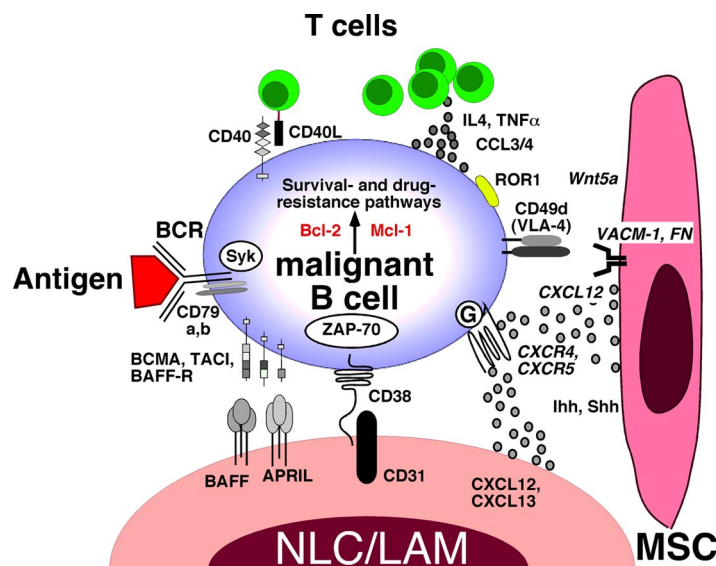 T cells
CD40
CD40L
IL4, TNFα
CCL3/4
ROR1
Wnt5a
Survival- and drug-
resistance pathways
Bcl-2
Mcl-1
CD49d
(VLA-4)
VACM-1, FN
BCR
Syk
malignant
B cell
Antigen
CD79
a,b
ZAP-70
G
CXCL12
CXCR4,
CXCR5
BCMA, TACI,
BAFF-R
CD38
Ihh, Shh
BAFF
APRIL
CD31
CXCL12,
CXCL13
NLC/LAM
MSC